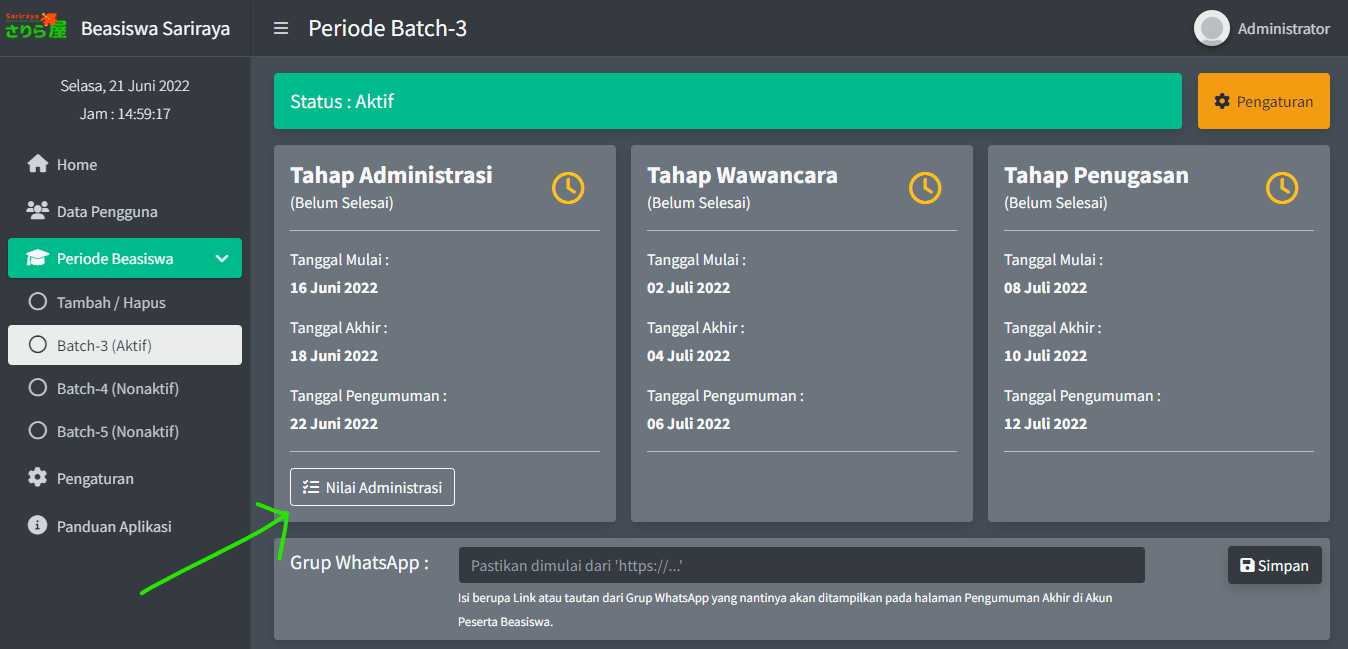 Sariraya
さりら屋
Beasiswa Sariraya
Periode Batch-3
Administrator
Selasa, 21 Juni 2022
Jam : 14:59:17
Home
Data Pengguna
Periode Beasiswa
Tambah / Hapus
Batch-3 (Aktif)
Batch-4 (Nonaktif)
Batch-5 (Nonaktif)
Pengaturan
Panduan Aplikasi
Status : Aktif
Pengaturan
Tahap Administrasi
(Belum Selesai)
Tanggal Mulai :
16 Juni 2022
Tanggal Akhir :
18 Juni 2022
Tanggal Pengumuman :
22 Juni 2022
Nilai Administrasi
Tahap Wawancara
(Belum Selesai)
Tanggal Mulai :
02 Juli 2022
Tanggal Akhir :
04 Juli 2022
Tanggal Pengumuman :
06 Juli 2022
Tahap Penugasan
(Belum Selesai)
Tanggal Mulai :
08 Juli 2022
Tanggal Akhir :
10 Juli 2022
Tanggal Pengumuman :
12 Juli 2022
Grup WhatsApp :
Pastikan dimulai dari 'https://...'
Simpan
Isi berupa Link atau tautan dari Grup WhatsApp yang nantinya akan ditampilkan pada halaman Pengumuman Akhir di Akun
Peserta Beasiswa.